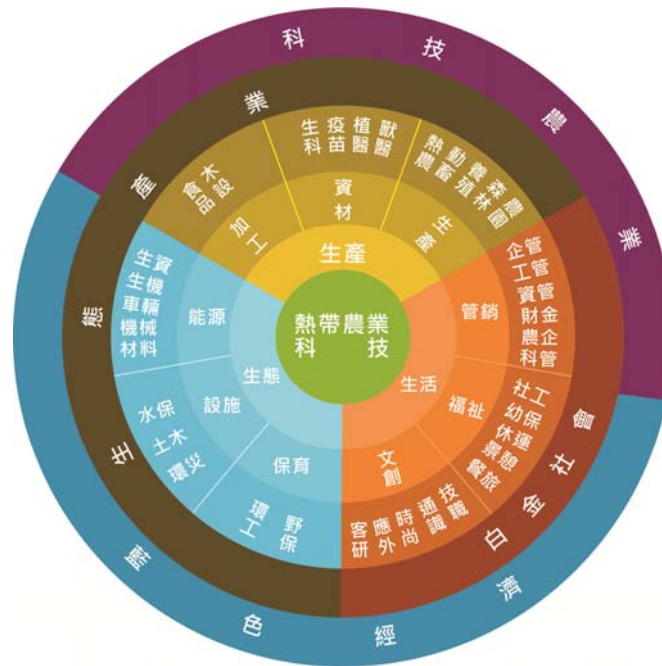 科技農業
藍色經濟
生態產業
白金社會
食品
木設
生科
疫苗
植醫
獸醫
熱農
動畜
養殖
森林
農園
加工
資材
生產
生產
企管
工管
資管
財金
農企
科管
管銷
社工
幼保
休運
景憩
餐旅
福祉
生活
文創
客研
應外
時尚
通識
技職
生資
生機
車輛
機械
材料
能源
生態
水保
土木
環災
設施
環工
野保
保育
熱帶農業
科技